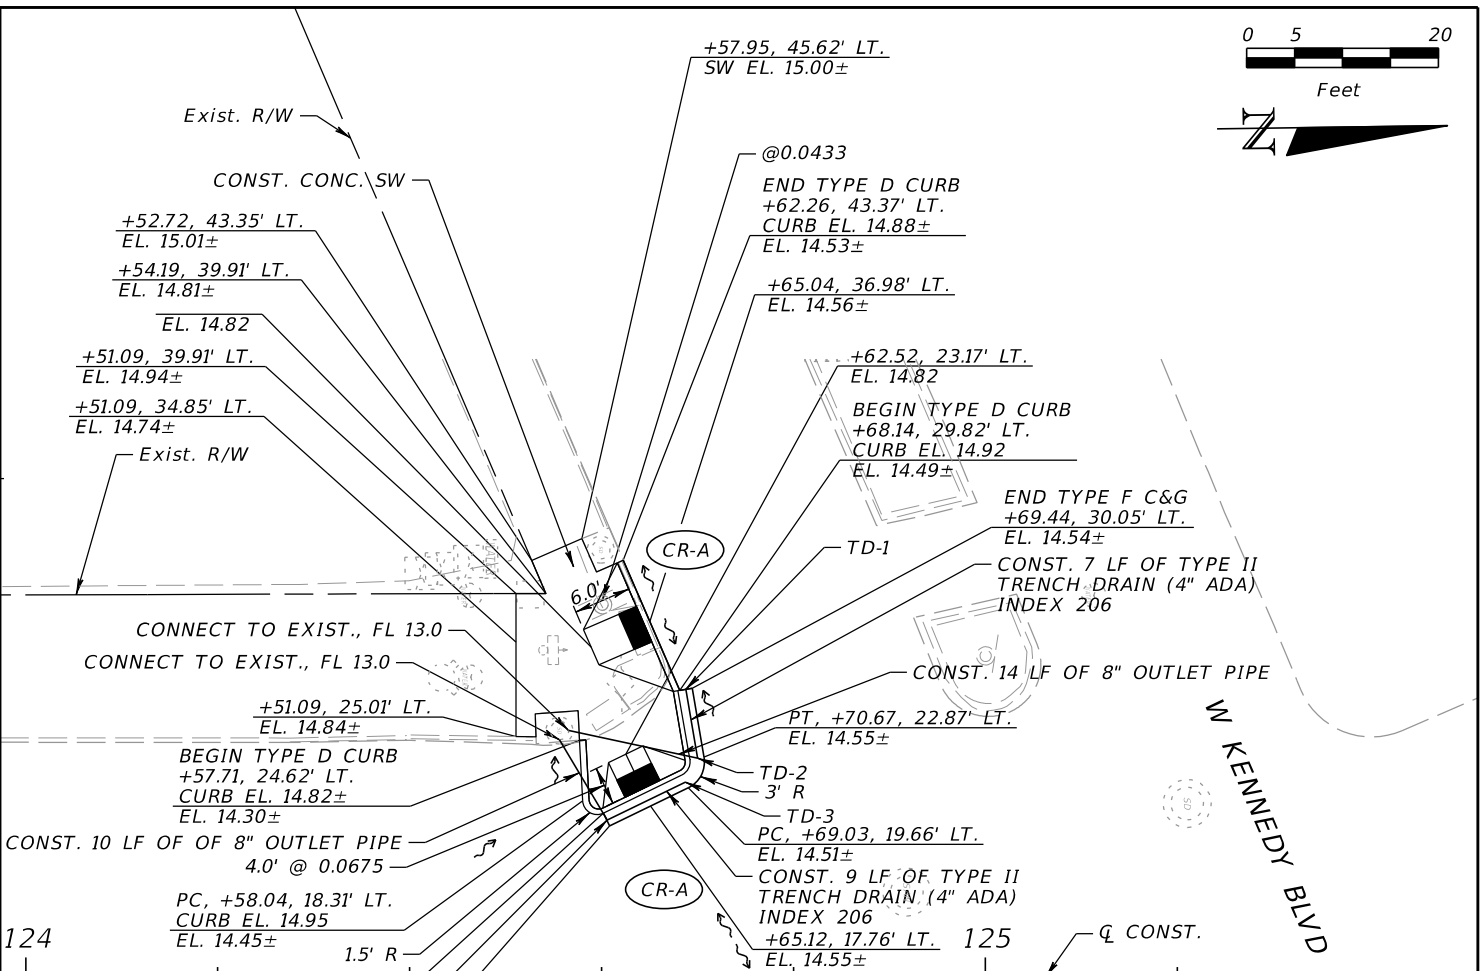 +57.95, 45.62' LT.
SW EL. 15.00±
0 5 20
Feet
N
Exist. R/W
@0.0433
CONST. CONC. SW
END TYPE D CURB
+62.26, 43.37' LT.
CURB EL. 14.88±
EL. 14.53±
+52.72, 43.35' LT.
EL. 15.01±
+54.19, 39.91' LT.
EL. 14.81±
+65.04, 36.98' LT.
EL. 14.56±
EL. 14.82
+51.09, 39.91' LT.
EL. 14.94±
+62.52, 23.17' LT.
EL. 14.82
+51.09, 34.85' LT.
EL. 14.74±
BEGIN TYPE D CURB
+68.14, 29.82' LT.
CURB EL. 14.92
EL. 14.49±
Exist. R/W
END TYPE F C&G
+69.44, 30.05' LT.
EL. 14.54±
CR-A
TD-1
CONST. 7 LF OF TYPE II
TRENCH DRAIN (4" ADA)
INDEX 206
6.0'
CONNECT TO EXIST., FL 13.0
CONNECT TO EXIST., FL 13.0
CONST. 14 LF OF 8" OUTLET PIPE
+51.09, 25.01' LT.
EL. 14.84±
PT, +70.67, 22.87' LT.
EL. 14.55±
W KENNEDY BLVD
BEGIN TYPE D CURB
+57.71, 24.62' LT.
CURB EL. 14.82±
EL. 14.30±
TD-2
3' R
TD-3
SD
CONST. 10 LF OF OF 8" OUTLET PIPE
4.0' @ 0.0675
PC, +69.03, 19.66' LT.
EL. 14.51±
CR-A
CONST. 9 LF OF TYPE II
TRENCH DRAIN (4" ADA)
INDEX 206
PC, +58.04, 18.31' LT.
CURB EL. 14.95
EL. 14.45±
1.5' R
+65.12, 17.76' LT.
EL. 14.55±
124
125
℄ CONST.